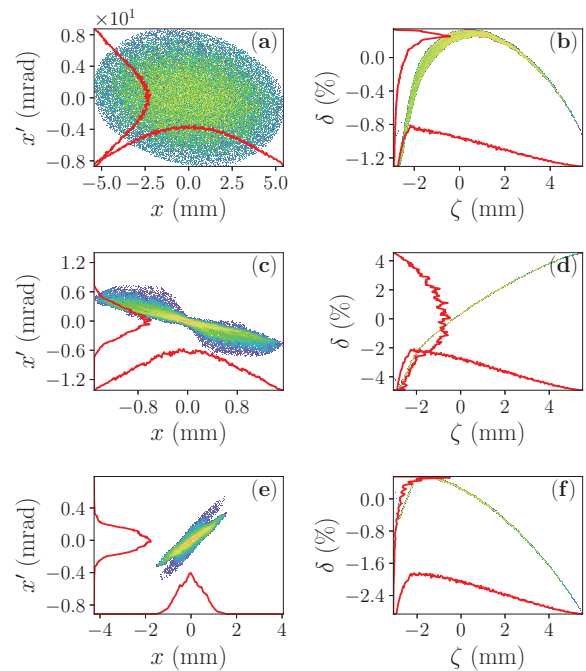 ×10¹
(a)
x′ (mrad)
0.8
0.4
0.0
−0.4
−0.8
−5.0 −2.5 0.0 2.5 5.0
x (mm)
(b)
δ (%)
0.0
−0.4
−0.8
−1.2
−2 0 2 4
ζ (mm)
(c)
x′ (mrad)
1.2
0.6
0.0
−0.6
−1.2
−0.8 0.0 0.8
x (mm)
(d)
δ (%)
4
2
0
−2
−4
−2 0 2 4
ζ (mm)
(e)
x′ (mrad)
0.8
0.4
0.0
−0.4
−0.8
−4 −2 0 2 4
x (mm)
(f)
δ (%)
0.0
−0.8
−1.6
−2.4
−2 0 2 4
ζ (mm)